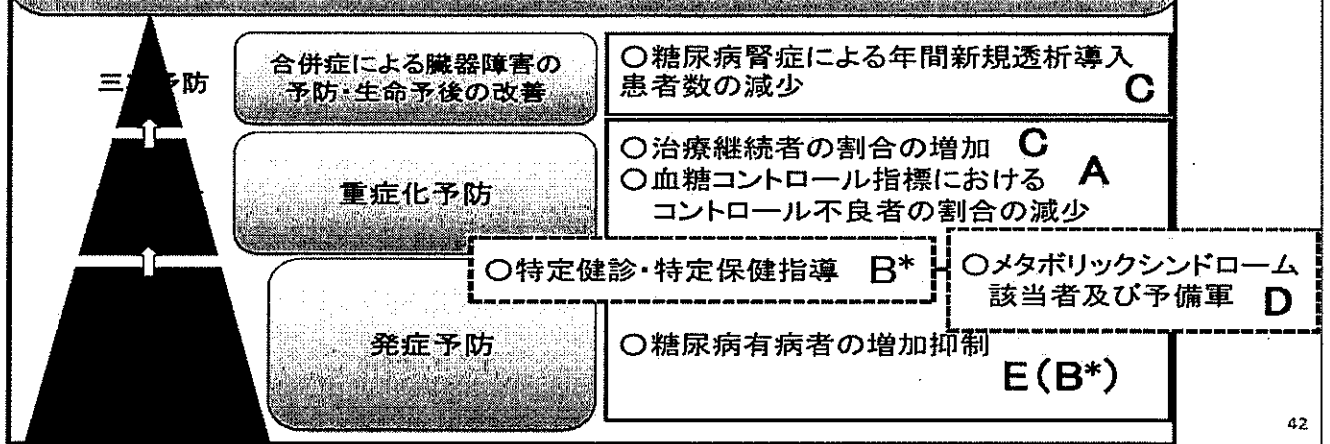 三 予防
合併症による臓器障害の
予防・生命予後の改善
〇糖尿病腎症による年間新規透析導入
患者数の減少 C
重症化予防
〇治療継続者の割合の増加 C
〇血糖コントロール指標における A
コントロール不良者の割合の減少
〇特定健診・特定保健指導 B*
〇メタボリックシンドローム
該当者及び予備軍 D
発症予防
〇糖尿病有病者の増加抑制
E(B*)
42